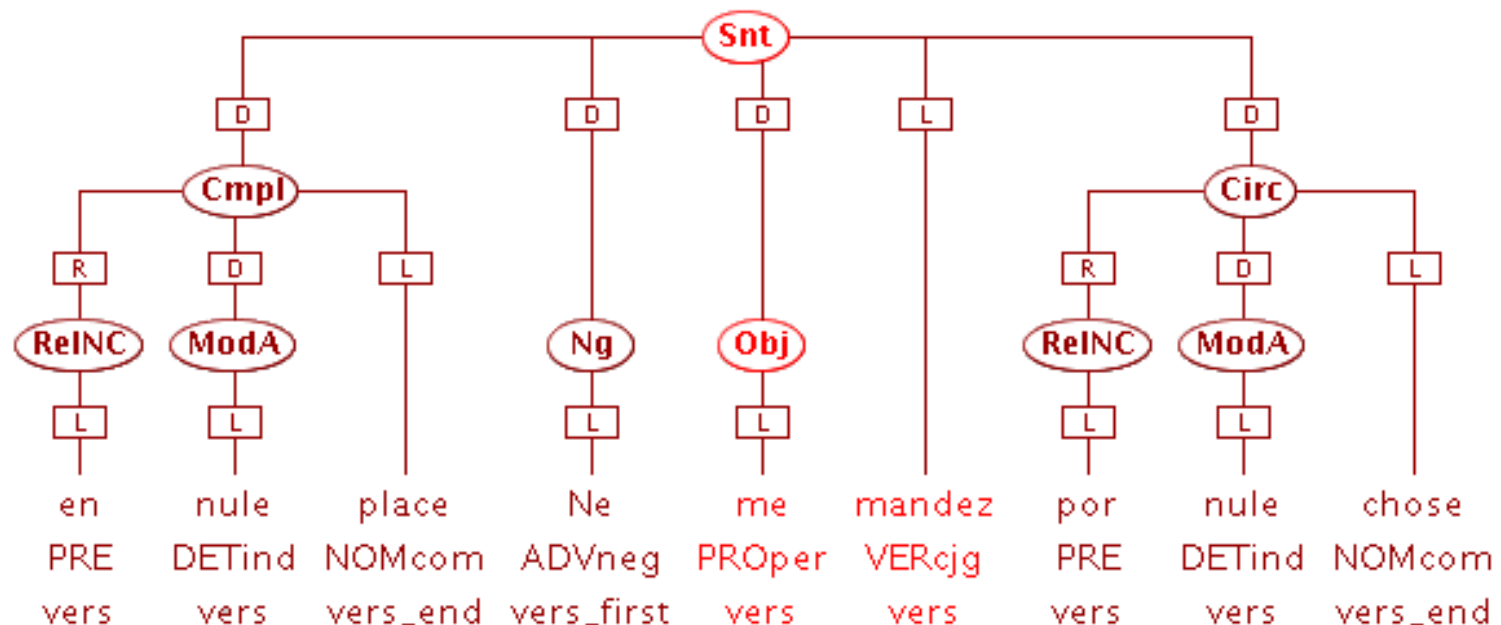 Snt
D D D L D
Cmpl Circ
R D L R D L
RelNC ModA Ng Obj RelNC ModA
L L L L L L
en nule place Ne me mandez por nule chose
PRE DETind NOMcom ADVneg PROper VERcjg PRE DETind NOMcom
vers vers vers_end vers_first vers vers vers vers vers_end